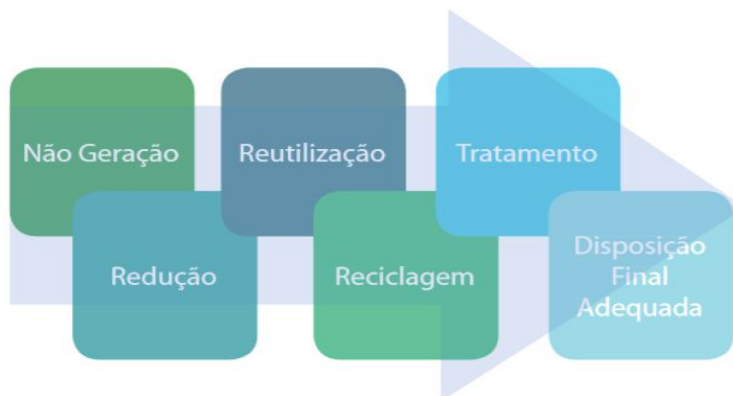 Não Geração
Redução
Reutilização
Reciclagem
Tratamento
Disposição
Final
Adequada